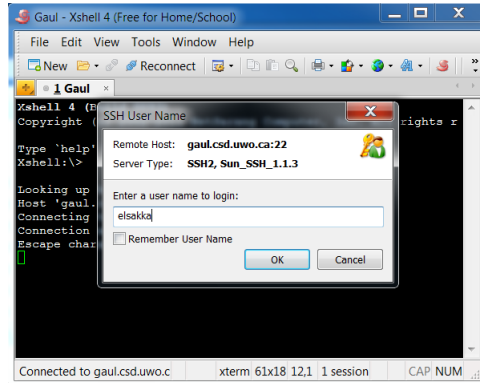 Gaul - Xshell 4 (Free for Home/School)
File Edit View Tools Window Help
New Reconnect
1 Gaul
Xshell 4 (B
Copyright ( rights r
Type `help'
Xshell:\>
Looking up
Host 'gaul.
Connecting
Connection
Escape char
SSH User Name
Remote Host: gaul.csd.uwo.ca:22
Server Type: SSH2, Sun_SSH_1.1.3
Enter a user name to login:
elsakka
Remember User Name
OK Cancel
Connected to gaul.csd.uwo.c xterm 61x18 12,1 1 session CAP NUM